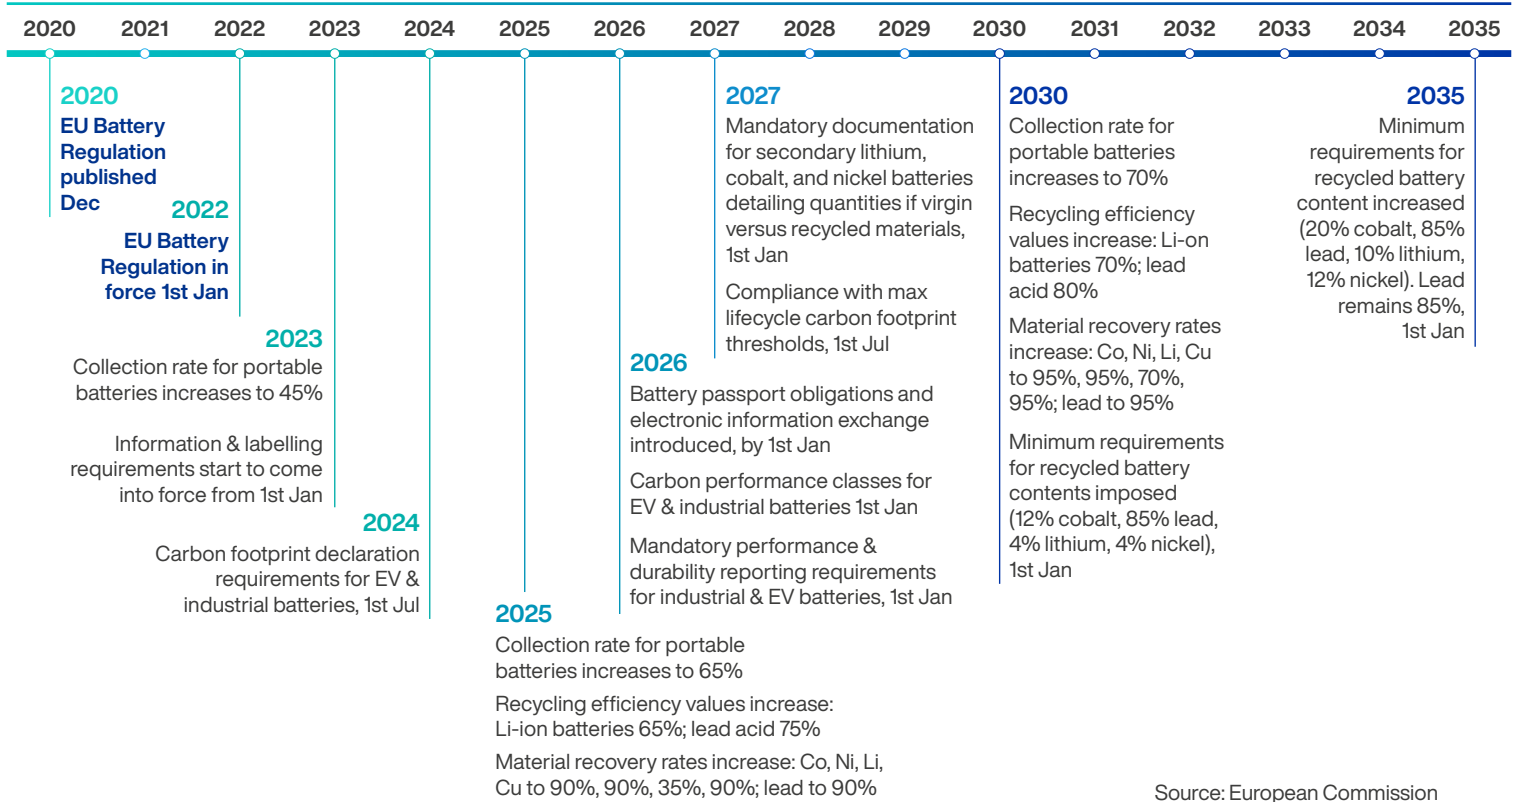 2020 2021 2022 2023 2024 2025 2026 2027 2028 2029 2030 2031 2032 2033 2034 2035
2020
EU Battery
Regulation
published
Dec
2022
EU Battery
Regulation in
force 1st Jan
2023
Collection rate for portable
batteries increases to 45%
Information & labelling
requirements start to come
into force from 1st Jan
2024
Carbon footprint declaration
requirements for EV &
industrial batteries, 1st Jul
2025
Collection rate for portable
batteries increases to 65%
Recycling efficiency values increase:
Li-ion batteries 65%; lead acid 75%
Material recovery rates increase: Co, Ni, Li,
Cu to 90%, 90%, 35%, 90%; lead to 90%
2026
Battery passport obligations and
electronic information exchange
introduced, by 1st Jan
Carbon performance classes for
EV & industrial batteries 1st Jan
Mandatory performance &
durability reporting requirements
for industrial & EV batteries, 1st Jan
2027
Mandatory documentation
for secondary lithium,
cobalt, and nickel batteries
detailing quantities if virgin
versus recycled materials,
1st Jan
Compliance with max
lifecycle carbon footprint
thresholds, 1st Jul
2030
Collection rate for
portable batteries
increases to 70%
Recycling efficiency
values increase: Li-on
batteries 70%; lead
acid 80%
Material recovery rates
increase: Co, Ni, Li, Cu
to 95%, 95%, 70%,
95%; lead to 95%
Minimum requirements
for recycled battery
contents imposed
(12% cobalt, 85% lead,
4% lithium, 4% nickel),
1st Jan
2035
Minimum
requirements for
recycled battery
content increased
(20% cobalt, 85%
lead, 10% lithium,
12% nickel). Lead
remains 85%,
1st Jan
Source: European Commission